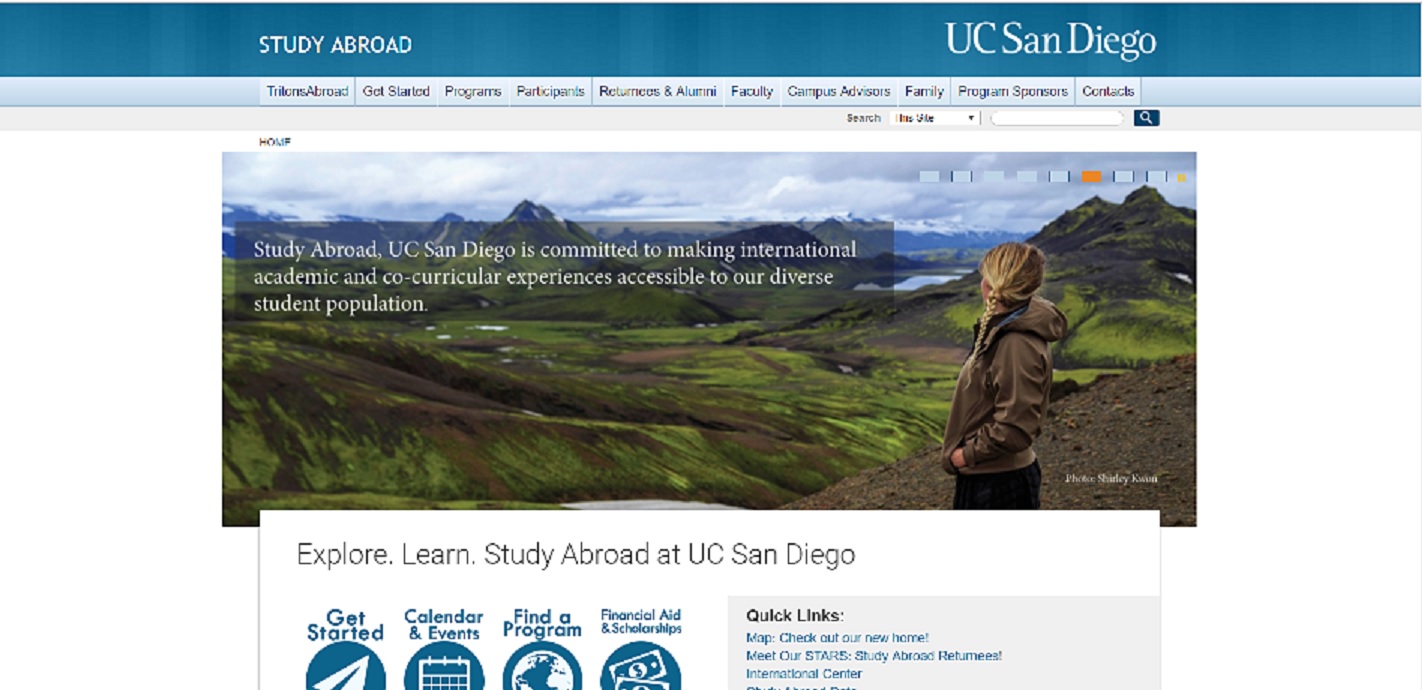 STUDY ABROAD
UC San Diego
TritonsAbroad Get Started Programs Participants Returnees & Alumni Faculty Campus Advisors Family Program Sponsors Contacts
Search This Site
HOME
Study Abroad, UC San Diego is committed to making international
academic and co-curricular experiences accessible to our diverse
student population.
Photo: Shirley Kwun
Explore. Learn. Study Abroad at UC San Diego
Get
Started
Calendar
& Events
Find a
Program
Financial Aid
& Scholarships
Quick Links:
Map: Check out our new home!
Meet Our STARS: Study Abroad Returnees!
International Center
Study Abroad